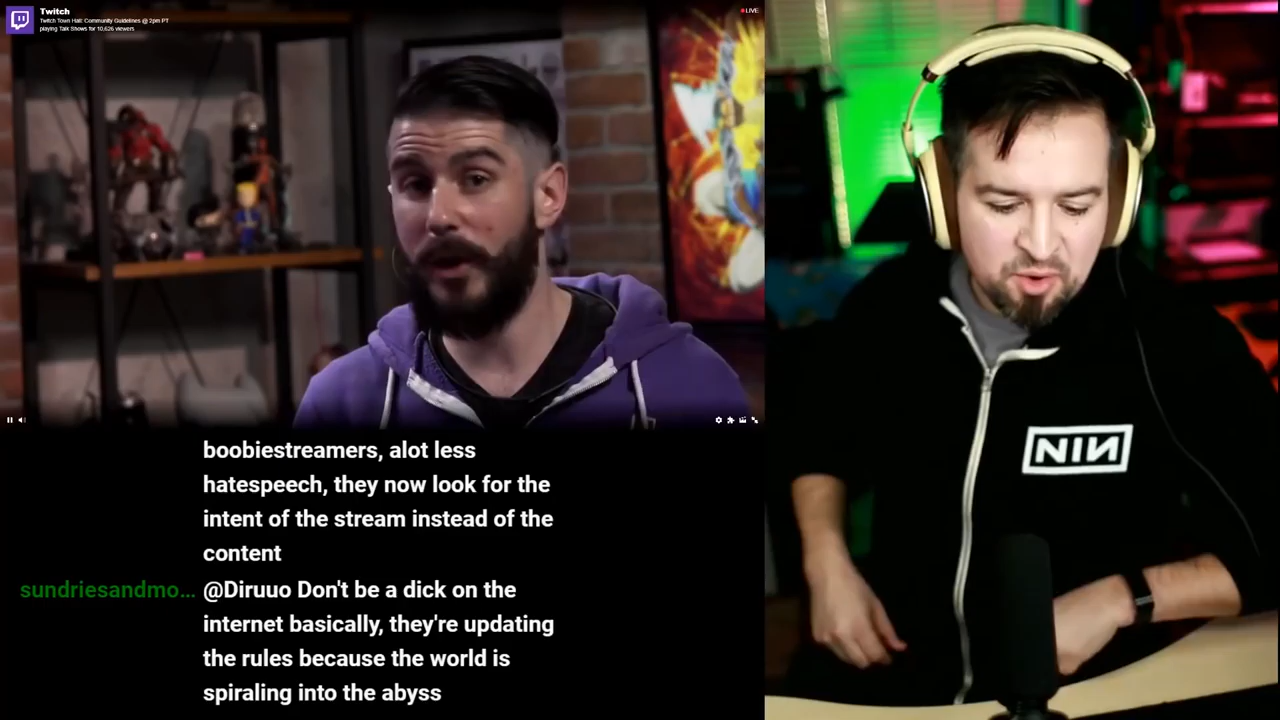 Twitch
Twitch Town Hall: Community Guidelines @ 2pm PT
playing Talk Shows for 10,626 viewers
LIVE
NIN
boobiestreamers, alot less
hatespeech, they now look for the
intent of the stream instead of the
content
sundriesandmo... @Diruuo Don't be a dick on the
internet basically, they're updating
the rules because the world is
spiraling into the abyss